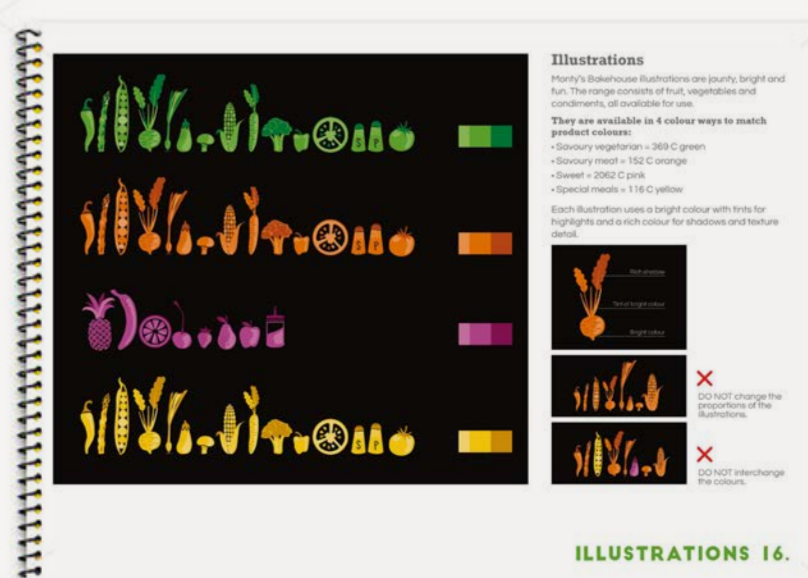 Illustrations
Monty's Bakehouse illustrations are jaunty, bright and
fun. The range consists of fruit, vegetables and
condiments, all available for use.
They are available in 4 colour ways to match
product colours:
• Savoury vegetarian = 369 C green
• Savoury meat = 152 C orange
• Sweet = 2062 C pink
• Special meals = 116 C yellow
Each illustration uses a bright colour with tints for
highlights and a rich colour for shadows and texture
detail.
S P
S P
S P
Rich shadow
Tint of bright colour
Bright colour
DO NOT change the
proportions of the
illustrations.
DO NOT interchange
the colours.
ILLUSTRATIONS 16.